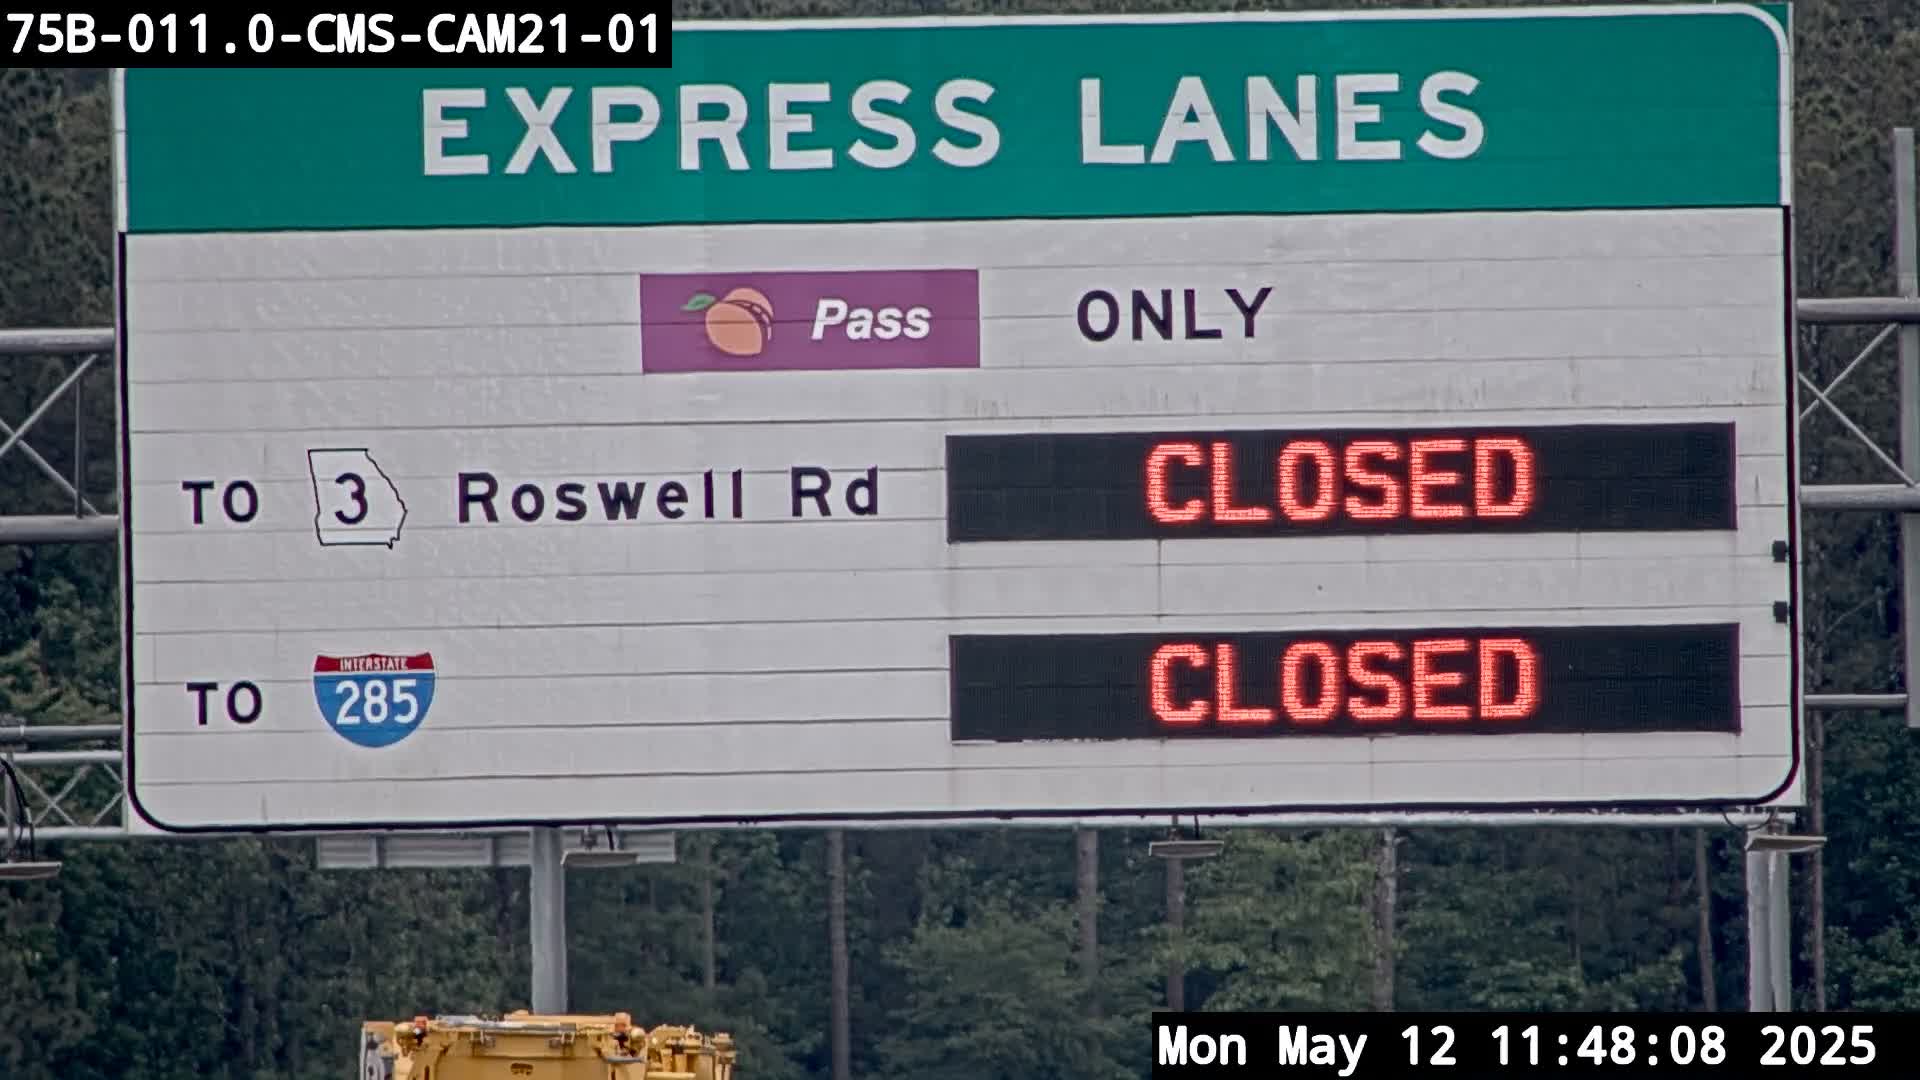 75B-011.0-CMS-CAM21-01
EXPRESS LANES
Pass ONLY
TO 3 Roswell Rd CLOSED
TO INTERSTATE 285 CLOSED
Mon May 12 11:48:08 2025